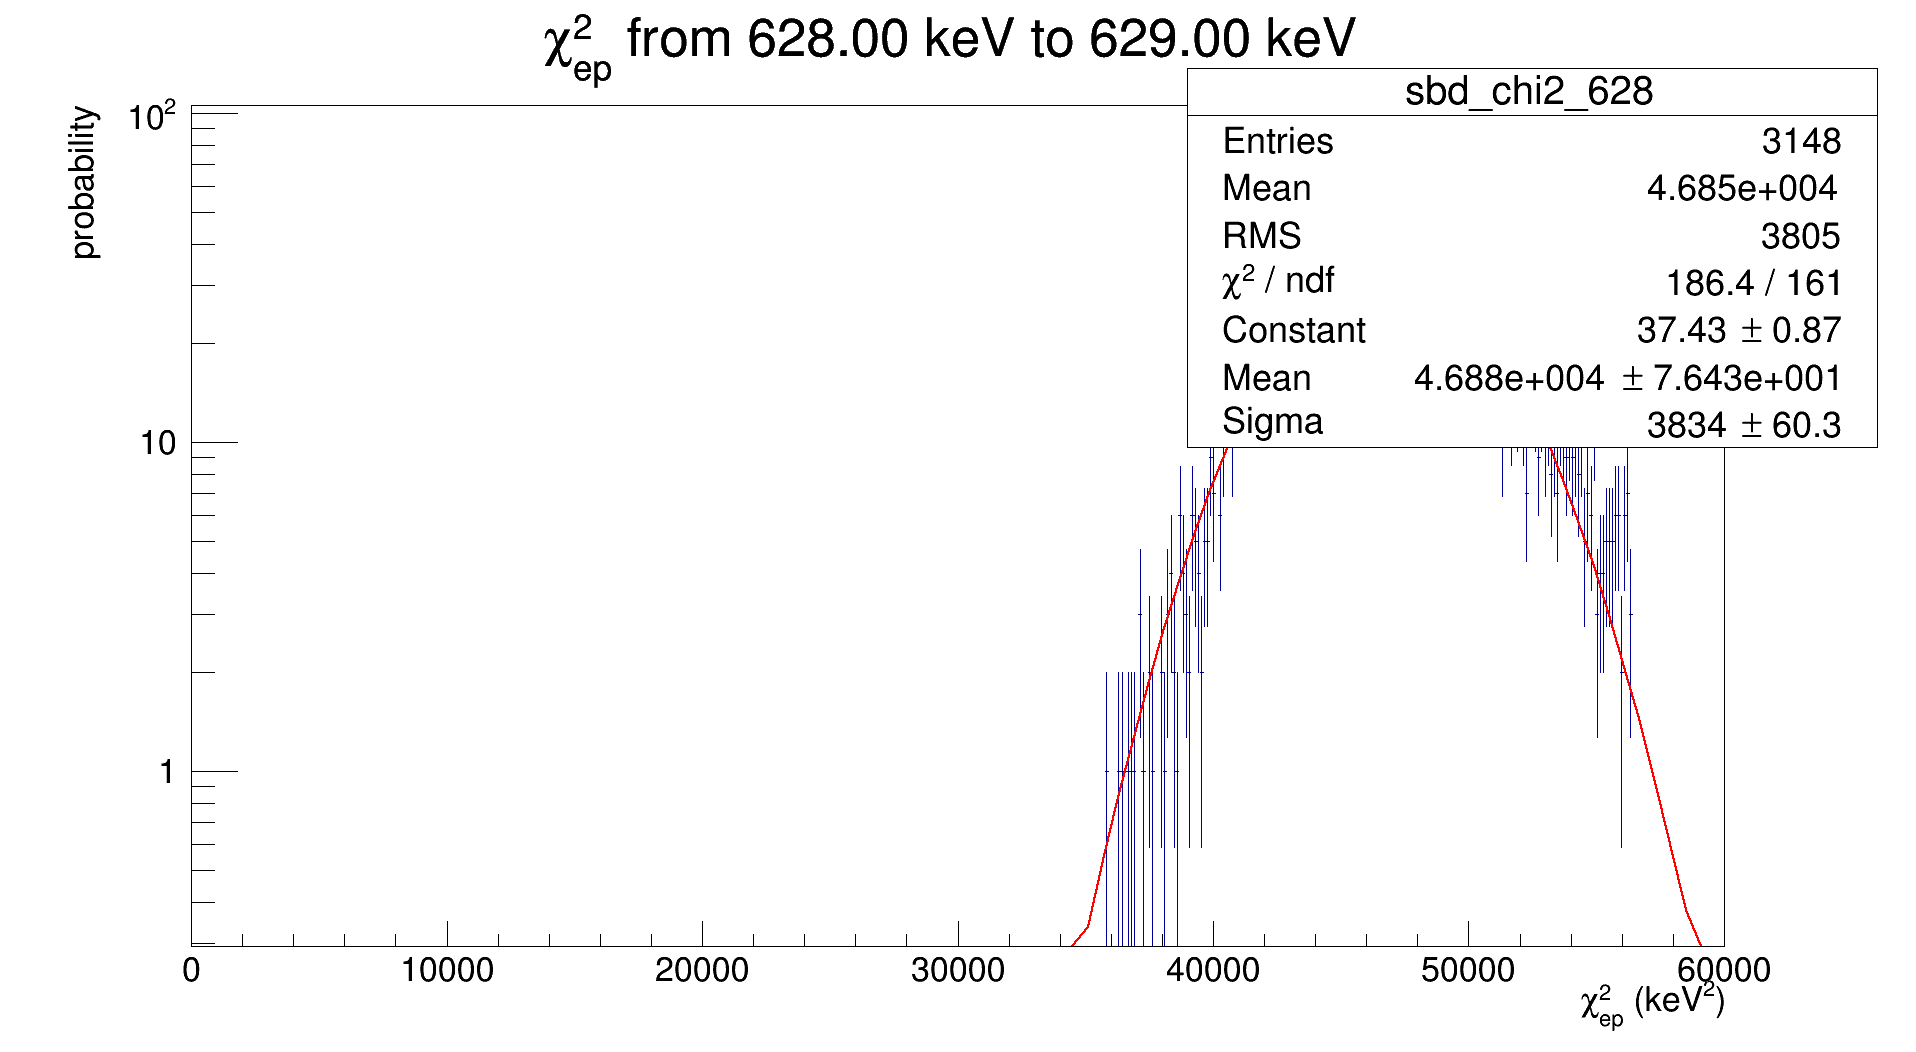 χ²ep from 628.00 keV to 629.00 keV
sbd_chi2_628
Entries 3148
Mean 4.685e+004
RMS 3805
χ² / ndf 186.4 / 161
Constant 37.43 ± 0.87
Mean 4.688e+004 ± 7.643e+001
Sigma 3834 ± 60.3
probability
10²
10
1
0 10000 20000 30000 40000 50000 60000
χ²ep (keV²)